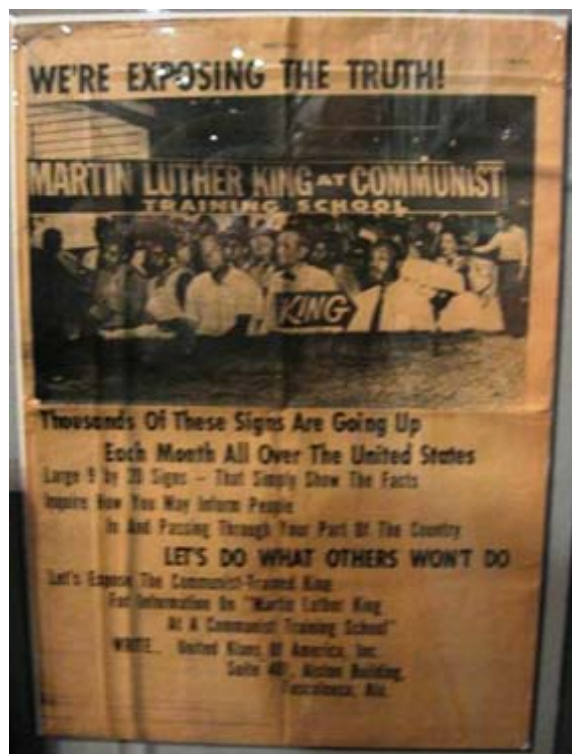 WE'RE EXPOSING THE TRUTH!
MARTIN LUTHER KING AT COMMUNIST
TRAINING SCHOOL
KING
Thousands Of These Signs Are Going Up
Each Month All Over The United States
Large 9 by 20 Signs - That Simply Show The Facts
Inquire How You May Inform People
In And Passing Through Your Part Of The Country
LET'S DO WHAT OTHERS WON'T DO
Let's Expose The Communist-Trained King
For Information On "Martin Luther King
At A Communist Training School"
WRITE.. United Klans Of America, Inc.
Suite Alston Building,
Tuscaloosa, Ala.